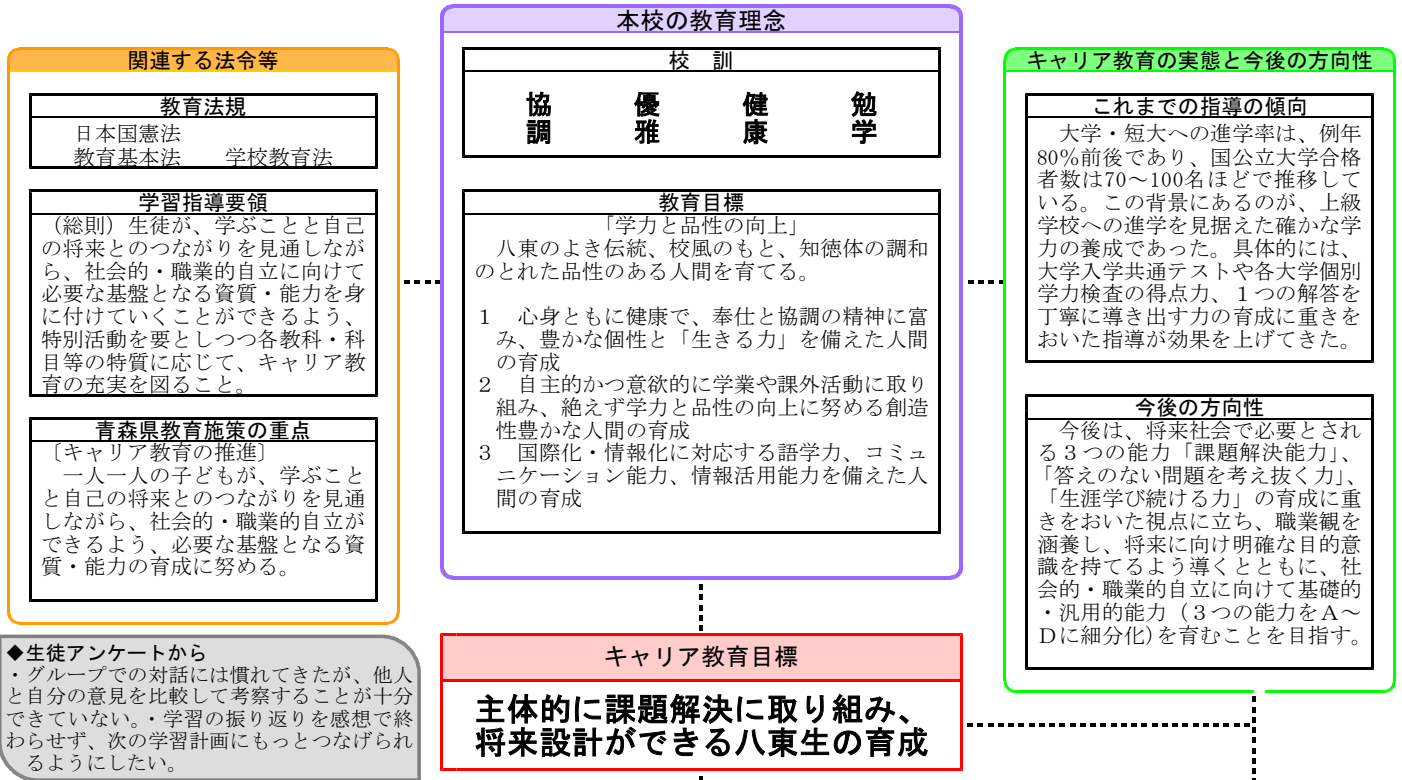 本校の教育理念
校　訓
協調　優雅　健康　勉学
教育目標
「学力と品性の向上」
八東のよき伝統、校風のもと、知徳体の調和
のとれた品性のある人間を育てる。
１　心身ともに健康で、奉仕と協調の精神に富
み、豊かな個性と「生きる力」を備えた人間
の育成
２　自主的かつ意欲的に学業や課外活動に取り
組み、絶えず学力と品性の向上に努める創造
性豊かな人間の育成
３　国際化・情報化に対応する語学力、コミュ
ニケーション能力、情報活用能力を備えた人
間の育成
関連する法令等
教育法規
日本国憲法
教育基本法　　学校教育法
学習指導要領
（総則）生徒が、学ぶことと自己
の将来とのつながりを見通しなが
ら、社会的・職業的自立に向けて
必要な基盤となる資質・能力を身
に付けていくことができるよう、
特別活動を要としつつ各教科・科
目等の特質に応じて、キャリア教
育の充実を図ること。
青森県教育施策の重点
〔キャリア教育の推進〕
一人一人の子どもが、学ぶこと
と自己の将来とのつながりを見通
しながら、社会的・職業的自立が
できるよう、必要な基盤となる資
質・能力の育成に努める。
キャリア教育の実態と今後の方向性
これまでの指導の傾向
大学・短大への進学率は、例年
80％前後であり、国公立大学合格
者数は70～100名ほどで推移して
いる。この背景にあるのが、上級
学校への進学を見据えた確かな学
力の養成であった。具体的には、
大学入学共通テストや各大学個別
学力検査の得点力、１つの解答を
丁寧に導き出す力の育成に重きを
おいた指導が効果を上げてきた。
今後の方向性
今後は、将来社会で必要とされ
る３つの能力「課題解決能力」、
「答えのない問題を考え抜く力」、
「生涯学び続ける力」の育成に重
きをおいた視点に立ち、職業観を
涵養し、将来に向け明確な目的意
識を持てるよう導くとともに、社
会的・職業的自立に向けて基礎的
・汎用的能力（３つの能力をＡ～
Ｄに細分化）を育むことを目指す。
◆生徒アンケートから
・グループでの対話には慣れてきたが、他人
と自分の意見を比較して考察することが十分
できていない。・学習の振り返りを感想で終
わらせず、次の学習計画にもっとつなげられ
るようにしたい。
キャリア教育目標
主体的に課題解決に取り組み、
将来設計ができる八東生の育成